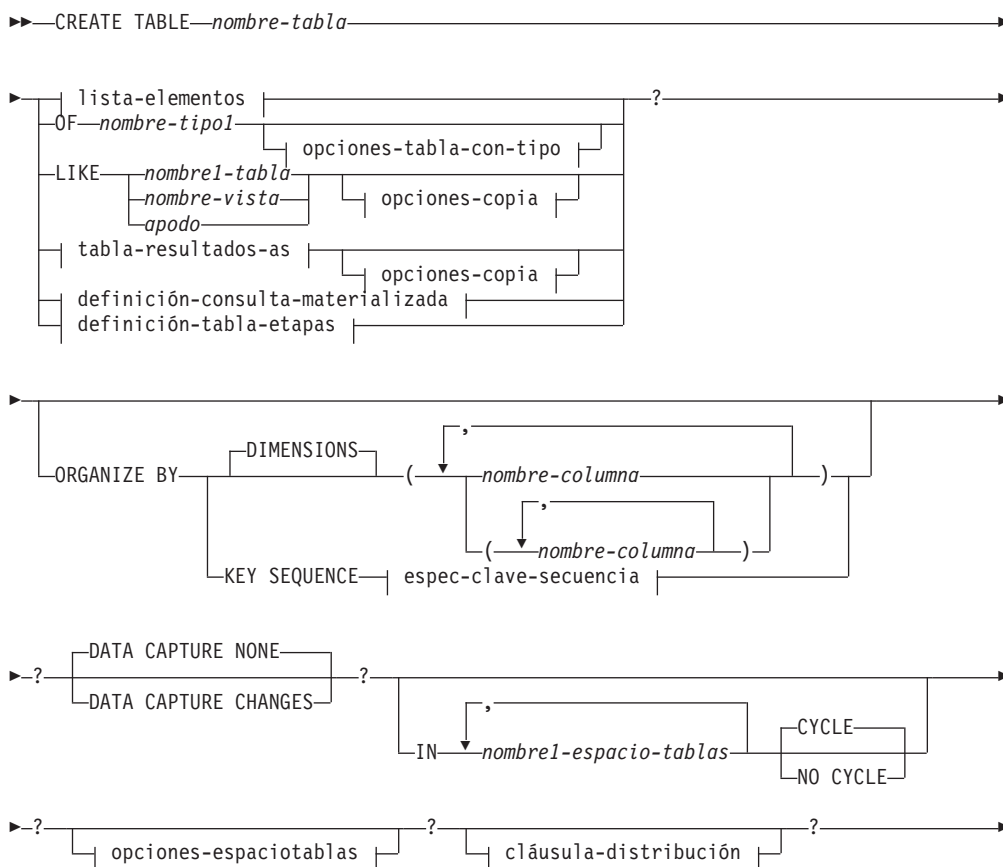 CREATE TABLE nombre-tabla
lista-elementos ?
OF nombre-tipo1
opciones-tabla-con-tipo
LIKE nombre1-tabla
nombre-vista opciones-copia
apodo
tabla-resultados-as
opciones-copia
definición-consulta-materializada
definición-tabla-etapas
,
DIMENSIONS
ORGANIZE BY ( nombre-columna )
,
( nombre-columna )
KEY SEQUENCE espec-clave-secuencia
? DATA CAPTURE NONE ?
DATA CAPTURE CHANGES ,
CYCLE
IN nombre1-espacio-tablas
NO CYCLE
? ? ?
opciones-espaciotablas cláusula-distribución